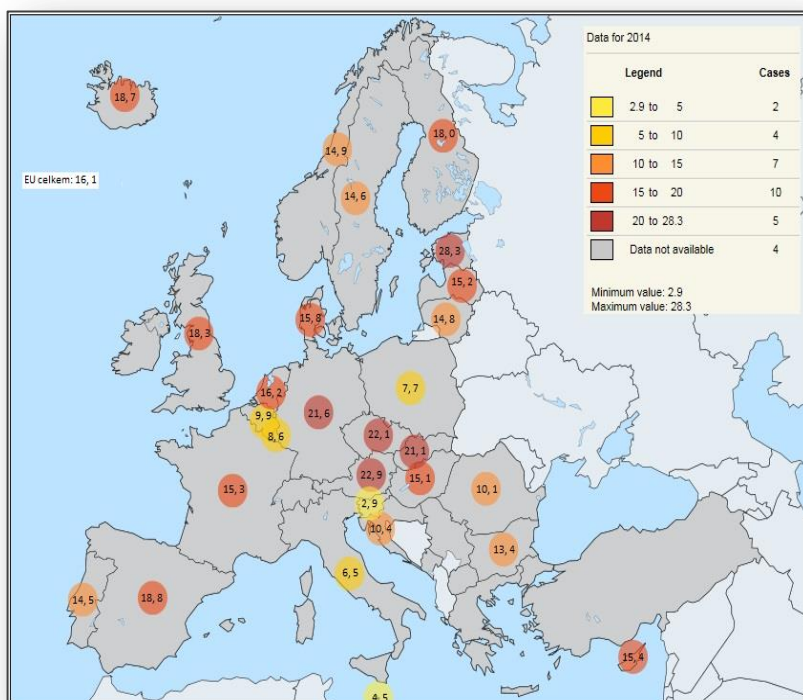 Data for 2014
Legend Cases
2.9 to 5 2
5 to 10 4
10 to 15 7
15 to 20 10
20 to 28.3 5
Data not available 4
Minimum value: 2.9
Maximum value: 28.3
18, 7
EU celkem: 16, 1
14, 9
18, 0
14, 6
28, 3
15, 2
15, 8
14, 8
18, 3
16, 2
7, 7
9, 9
21, 6
8, 6
22, 1
21, 1
22, 9
15, 1
15, 3
10, 1
2, 9
10, 4
13, 4
6, 5
14, 5
18, 8
15, 4
4, 5